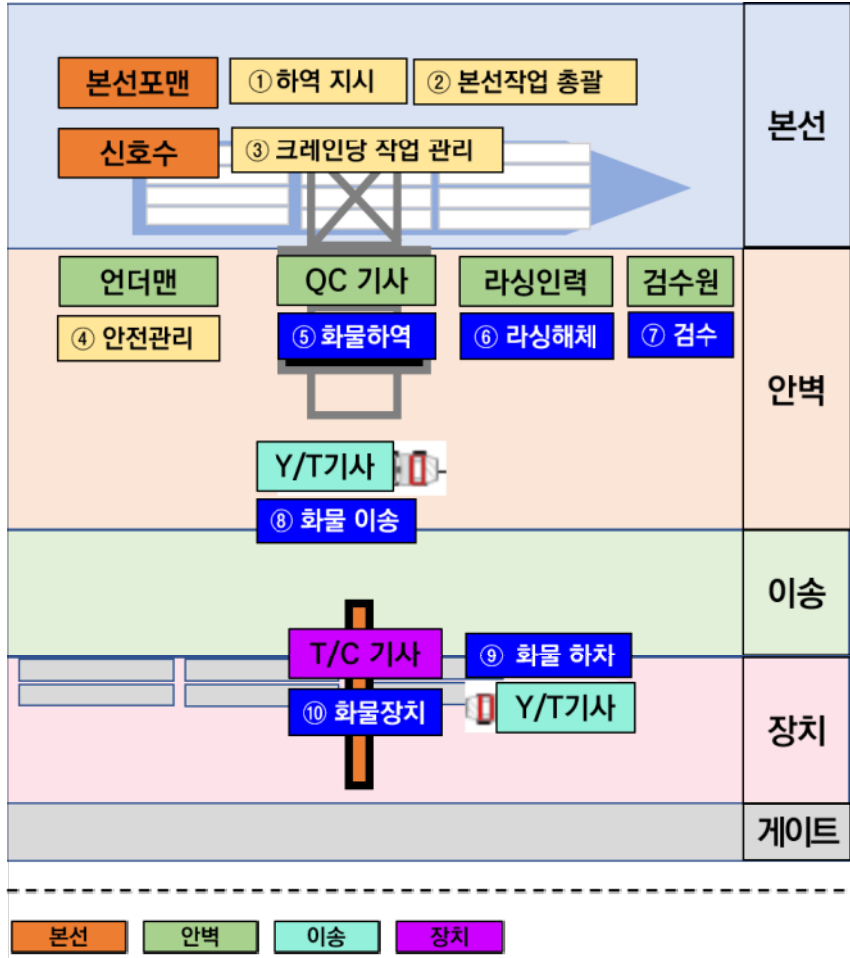 본선포맨 ① 하역 지시 ② 본선작업 총괄
본선
신호수 ③ 크레인당 작업 관리
언더맨 QC 기사 라싱인력 검수원
④ 안전관리 ⑤ 화물하역 ⑥ 라싱해체 ⑦ 검수
안벽
Y/T기사
⑧ 화물 이송
이송
T/C 기사 ⑨ 화물 하차
⑩ 화물장치 Y/T기사
장치
게이트
본선 안벽 이송 장치